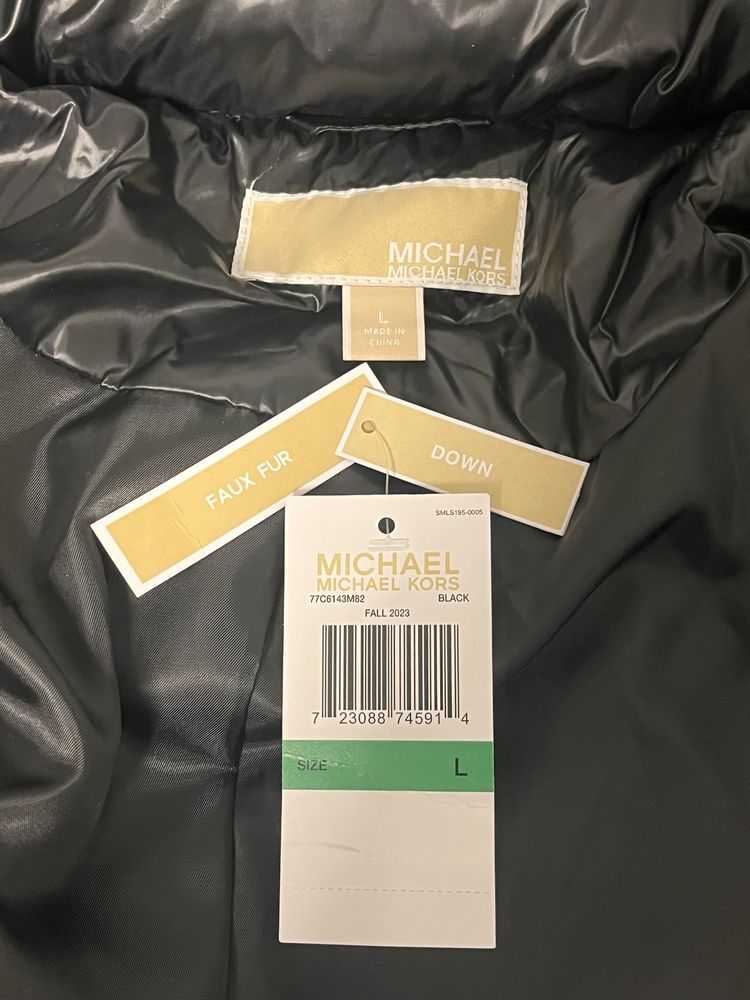 MICHAEL
MICHAEL KORS
L
MADE IN
CHINA
FAUX FUR
DOWN
SMLS195-0005
MICHAEL
MICHAEL KORS
77C6143M82 BLACK
FALL 2023
7 23088 74591 4
SIZE L